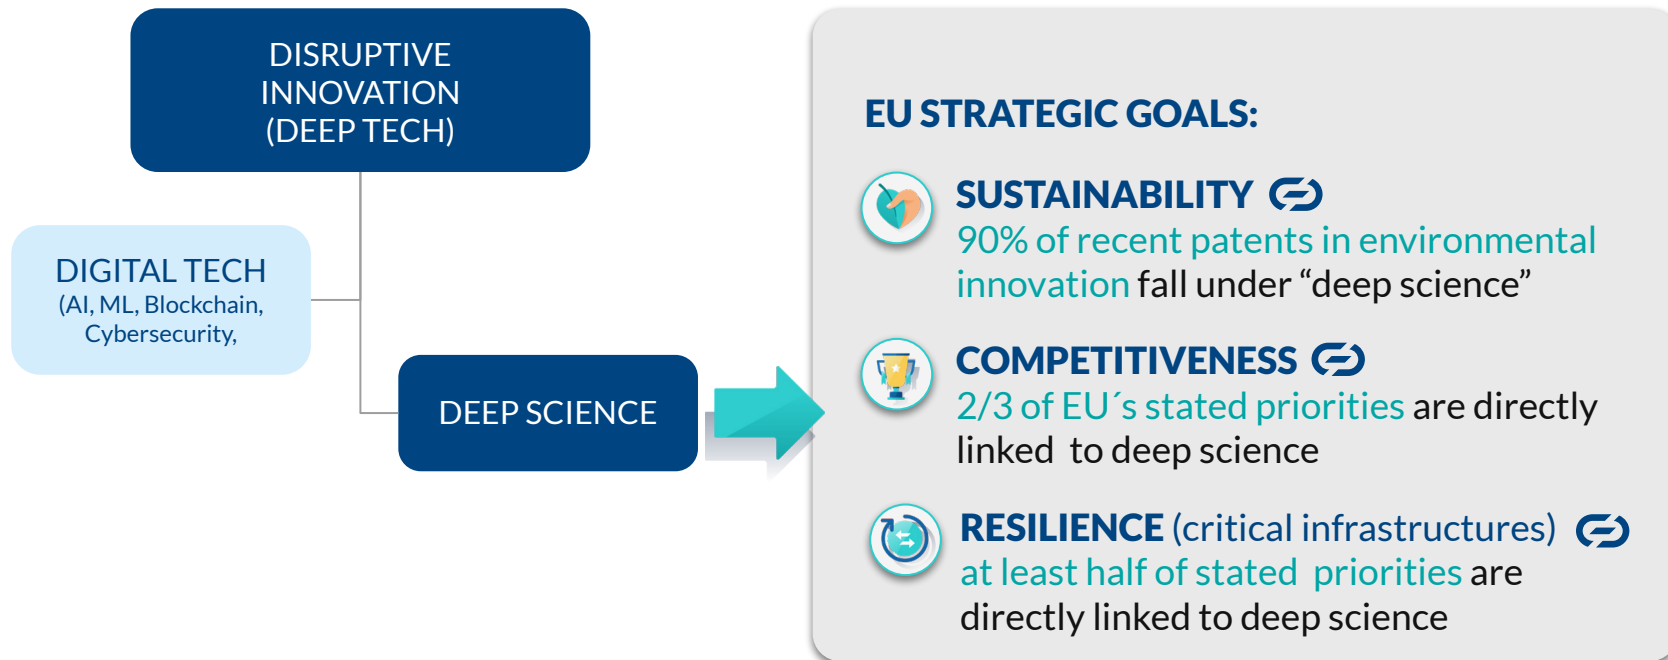 DISRUPTIVE
INNOVATION
(DEEP TECH)
DIGITAL TECH
(AI, ML, Blockchain,
Cybersecurity,
DEEP SCIENCE
EU STRATEGIC GOALS:
SUSTAINABILITY
90% of recent patents in environmental
innovation fall under “deep science”
COMPETITIVENESS
2/3 of EU´s stated priorities are directly
linked  to deep science
RESILIENCE (critical infrastructures)
at least half of stated  priorities are
directly linked to deep science